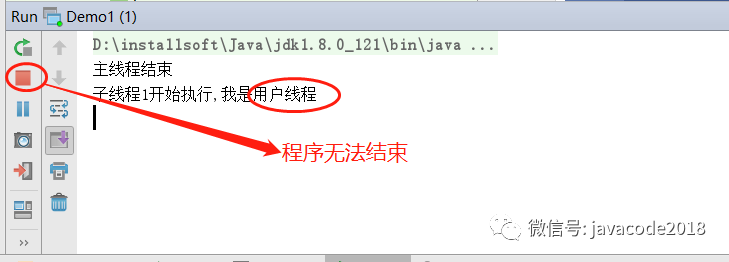 Run Demo1 (1)
D:\installsoft\Java\jdk1.8.0_121\bin\java ...
主线程结束
子线程1开始执行,我是用户线程
程序无法结束
微信号: javacode2018
>>